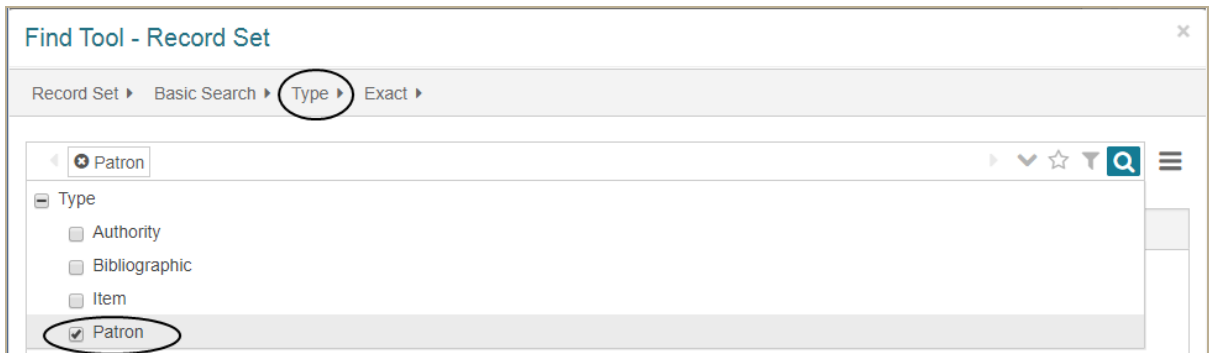 Find Tool - Record Set
Record Set Basic Search Type Exact
Patron
Type
Authority
Bibliographic
Item
Patron